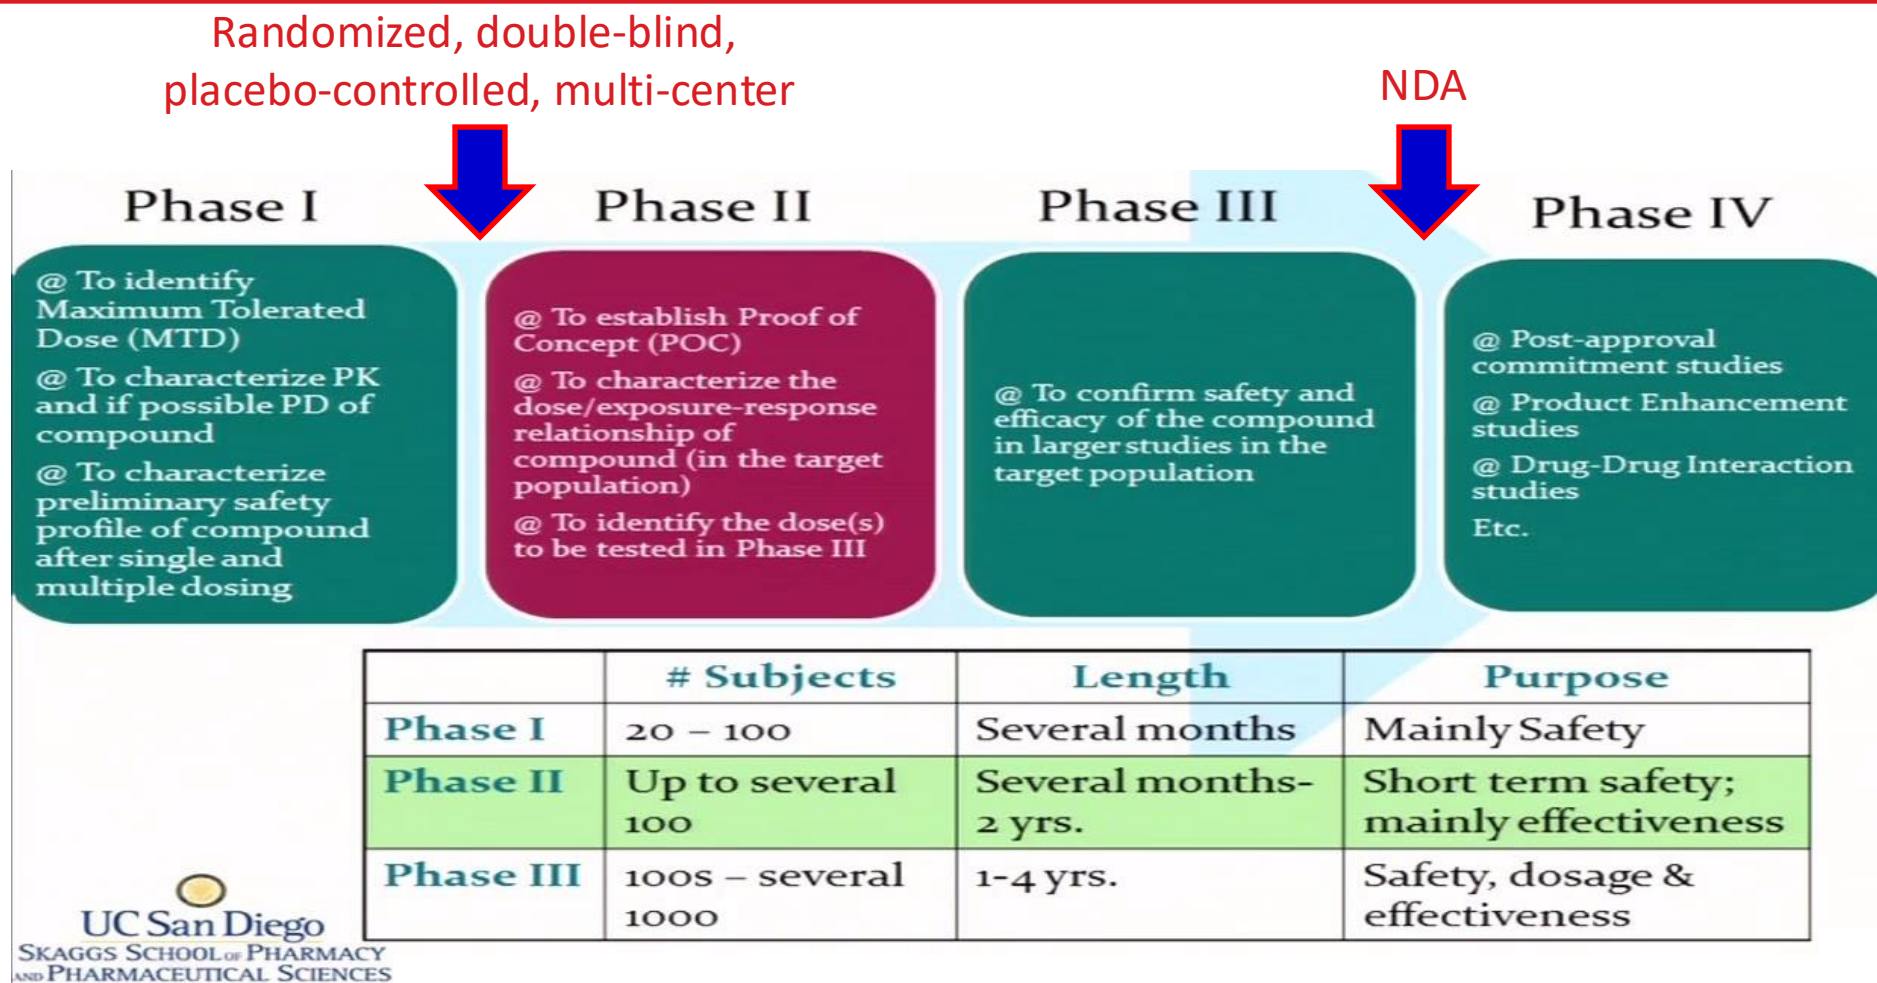 Randomized, double-blind,
placebo-controlled, multi-center
NDA
Phase I
@ To identify
Maximum Tolerated
Dose (MTD)
@ To characterize PK
and if possible PD of
compound
@ To characterize
preliminary safety
profile of compound
after single and
multiple dosing
Phase II
@ To establish Proof of
Concept (POC)
@ To characterize the
dose/exposure-response
relationship of
compound (in the target
population)
@ To identify the dose(s)
to be tested in Phase III
Phase III
@ To confirm safety and
efficacy of the compound
in larger studies in the
target population
Phase IV
@ Post-approval
commitment studies
@ Product Enhancement
studies
@ Drug-Drug Interaction
studies
Etc.
# Subjects Length Purpose
Phase I 20 – 100 Several months Mainly Safety
Phase II Up to several Several months- Short term safety;
100 2 yrs. mainly effectiveness
Phase III 100s – several 1-4 yrs. Safety, dosage &
1000 effectiveness
UC San Diego
SKAGGS SCHOOL OF PHARMACY
AND PHARMACEUTICAL SCIENCES